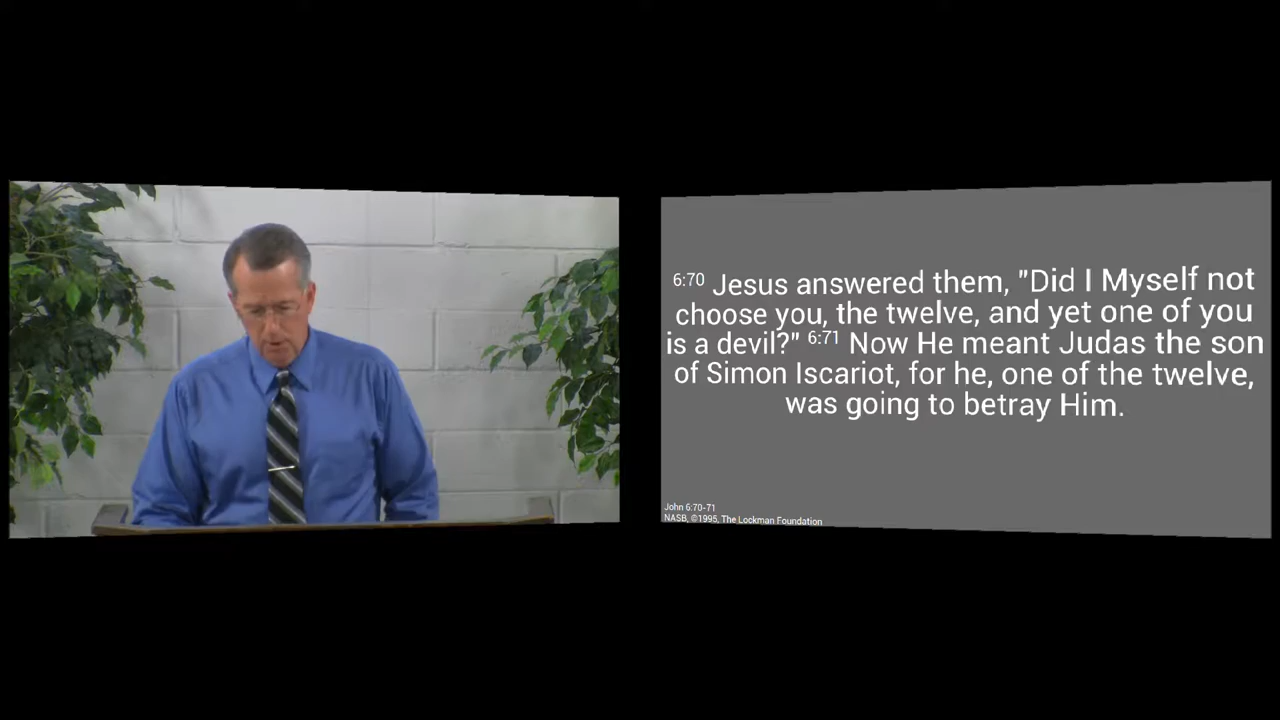 6:70 Jesus answered them, "Did I Myself not
choose you, the twelve, and yet one of you
is a devil?" 6:71 Now He meant Judas the son
of Simon Iscariot, for he, one of the twelve,
was going to betray Him.
John 6:70-71
NASB, ©1995, The Lockman Foundation